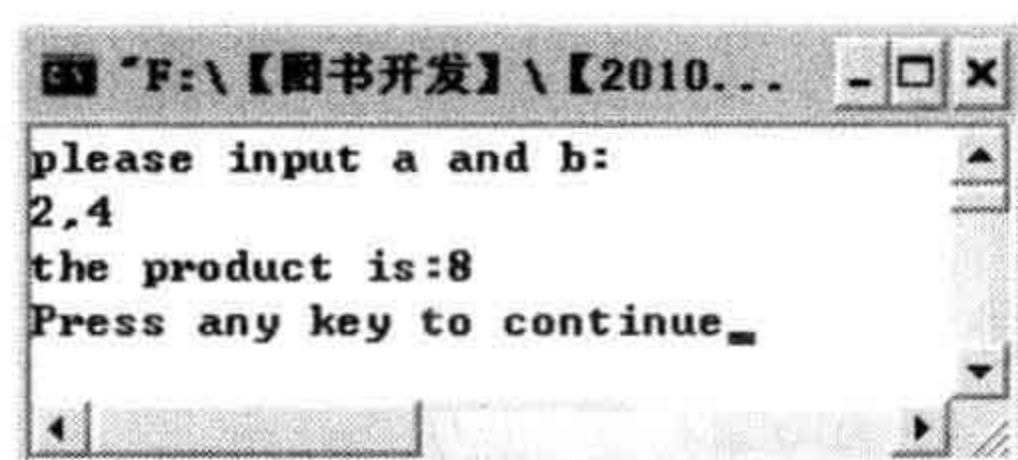 "F:\【图书开发】\【2010...
please input a and b:
2,4
the product is:8
Press any key to continue_